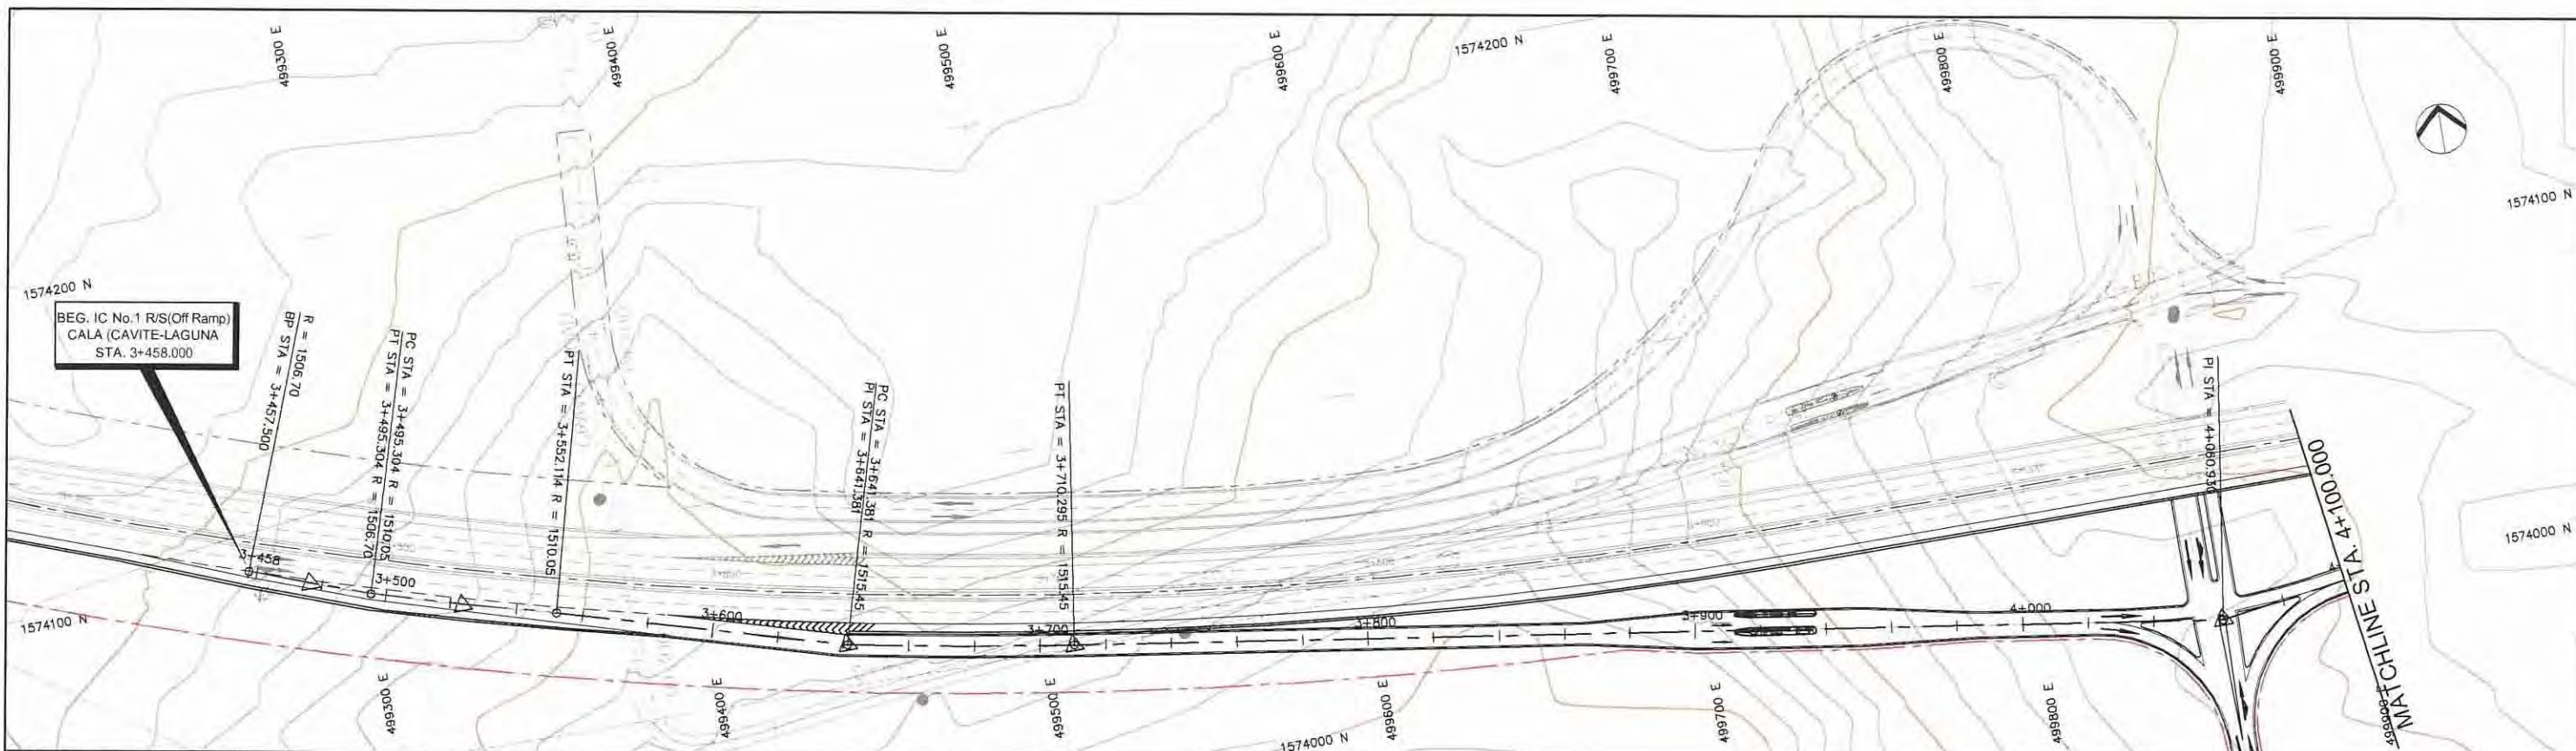 499300 E
499400 E
499500 E
499600 E
1574200 N
499700 E
499800 E
499900 E
1574100 N
1574200 N
BEG. IC No.1 R/S(Off Ramp)
CALA (CAVITE-LAGUNA
STA. 3+458.000
R = 1506.70
BP STA = 3+457.500
PC STA = 3+495.304 R = 1510.05
PT STA = 3+495.304 R = 1506.70
PT STA = 3+552.114 R = 1510.05
PC STA = 3+641.381 R = 1515.45
PI STA = 3+641.381
PT STA = 3+710.295 R = 1515.45
PI STA = 4+060.930
MATCHLINE STA. 4+100.000
1574000 N
3+458
3+500
3+600
3+700
3+800
3+900
4+000
1574100 N
499300 E
499400 E
499500 E
499600 E
499700 E
499800 E
499900 E
1574000 N